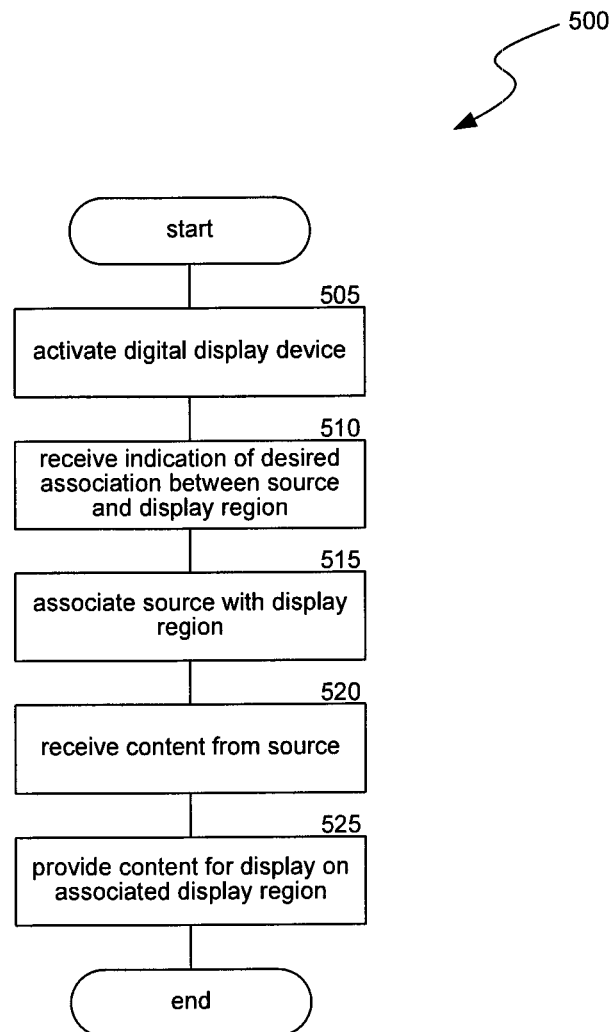 500
start
505
activate digital display device
510
receive indication of desired
association between source
and display region
515
associate source with display
region
520
receive content from source
525
provide content for display on
associated display region
end